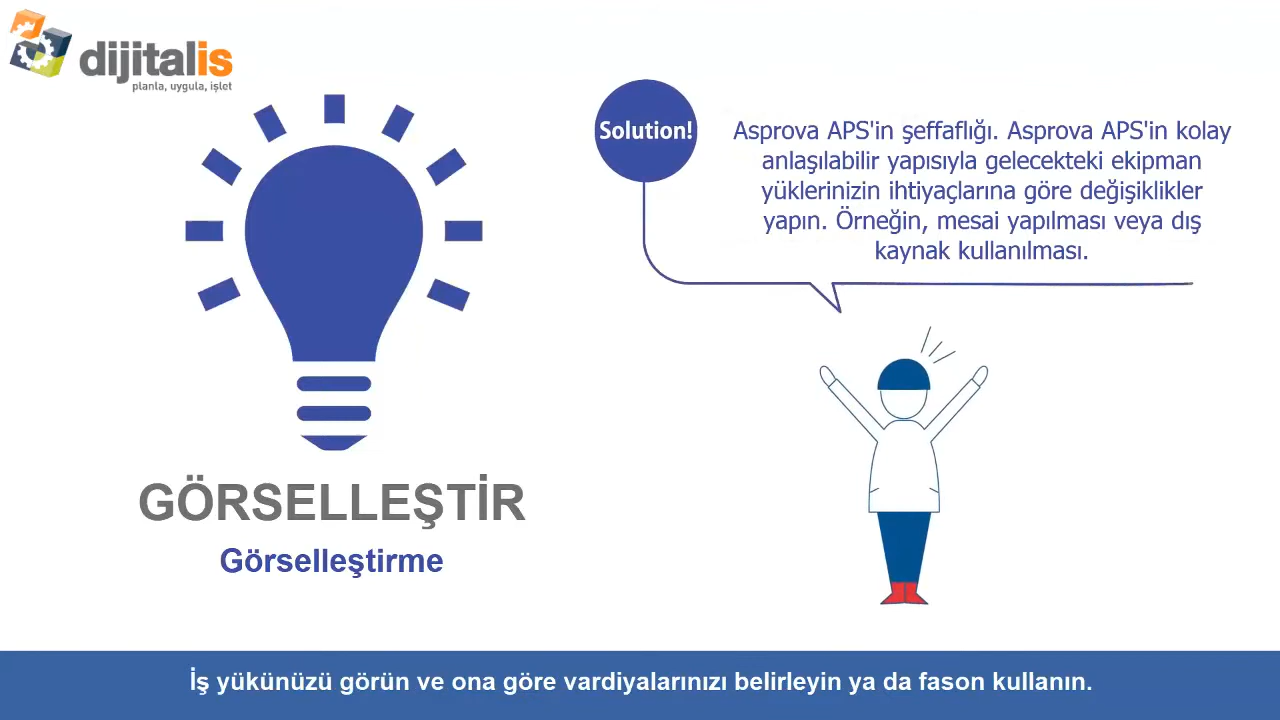 dijitalis
planla, uygula, işlet
Solution!
Asprova APS'in şeffaflığı. Asprova APS'in kolay
anlaşılabilir yapısıyla gelecekteki ekipman
yüklerinizin ihtiyaçlarına göre değişiklikler
yapın. Örneğin, mesai yapılması veya dış
kaynak kullanılması.
GÖRSELLEŞTİR
Görselleştirme
İş yükünüzü görün ve ona göre vardiyalarınızı belirleyin ya da fason kullanın.